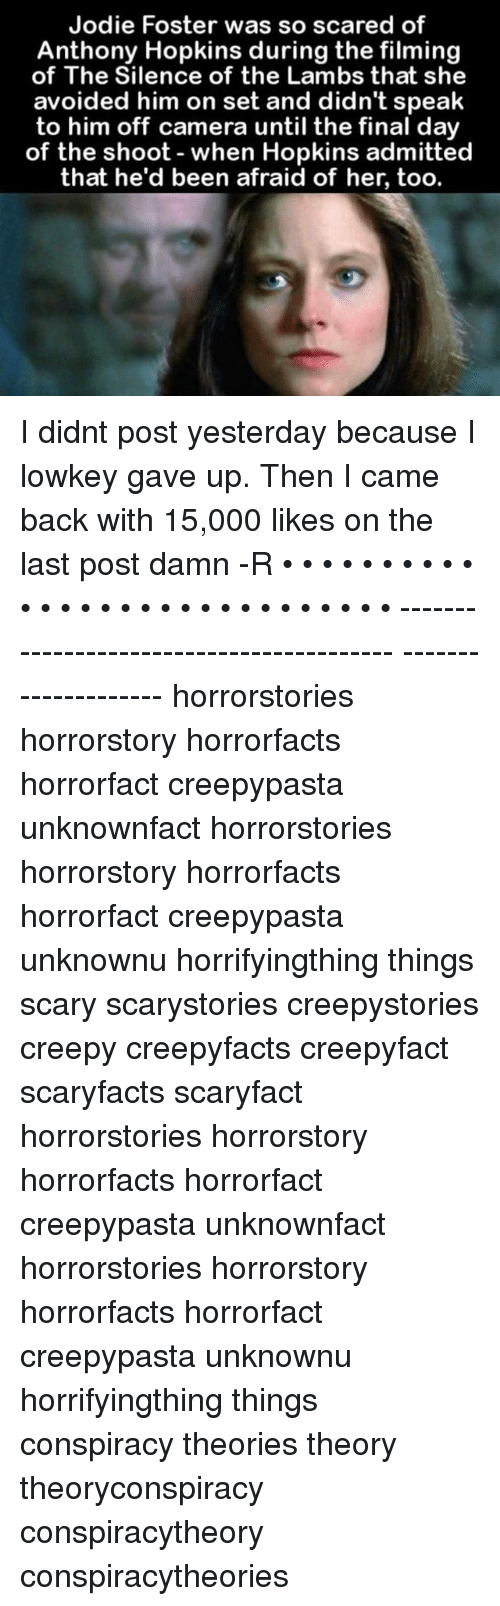 Jodie Foster was so scared of
Anthony Hopkins during the filming
of The Silence of the Lambs that she
avoided him on set and didn't speak
to him off camera until the final day
of the shoot - when Hopkins admitted
that he'd been afraid of her, too.
I didnt post yesterday because I
lowkey gave up. Then I came
back with 15,000 likes on the
last post damn -R • • • • • • • • • •
• • • • • • • • • • • • • • • • • • • -------
---------------------------------- -------
------------- horrorstories
horrorstory horrorfacts
horrorfact creepypasta
unknownfact horrorstories
horrorstory horrorfacts
horrorfact creepypasta
unknownu horrifyingthing things
scary scarystories creepystories
creepy creepyfacts creepyfact
scaryfacts scaryfact
horrorstories horrorstory
horrorfacts horrorfact
creepypasta unknownfact
horrorstories horrorstory
horrorfacts horrorfact
creepypasta unknownu
horrifyingthing things
conspiracy theories theory
theoryconspiracy
conspiracytheory
conspiracytheories